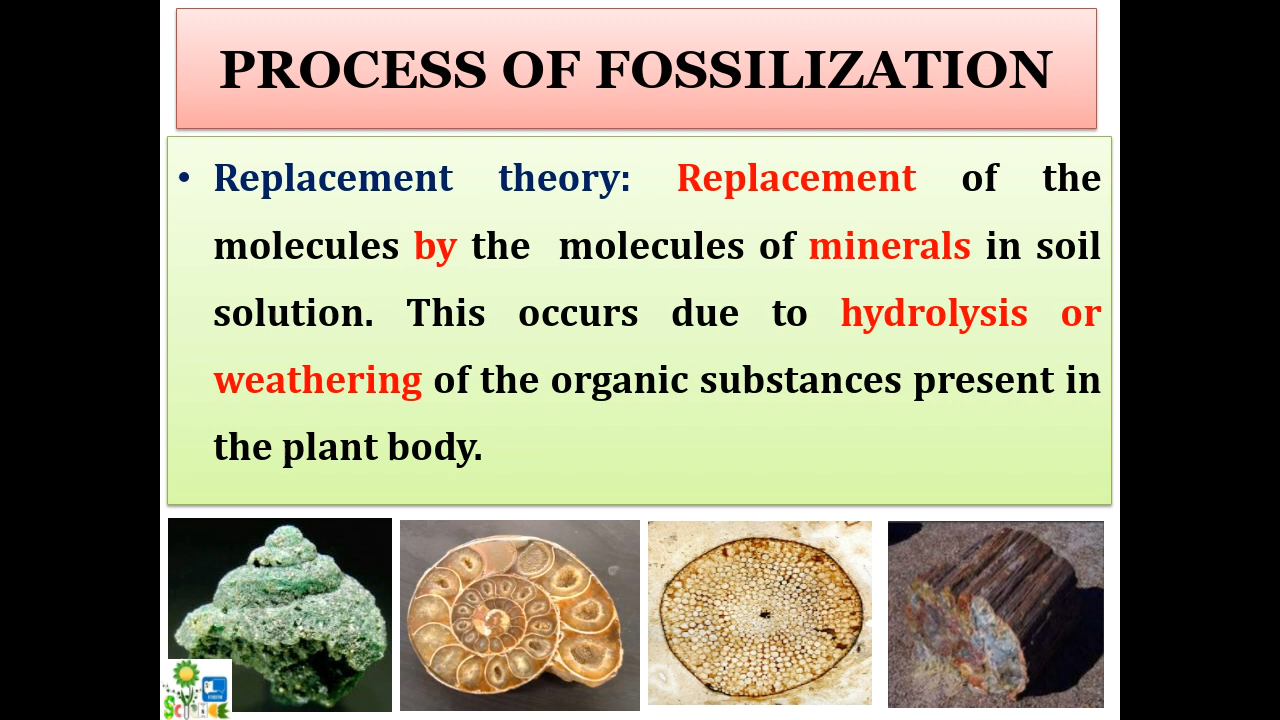 PROCESS OF FOSSILIZATION
• Replacement theory: Replacement of the
molecules by the molecules of minerals in soil
solution. This occurs due to hydrolysis or
weathering of the organic substances present in
the plant body.